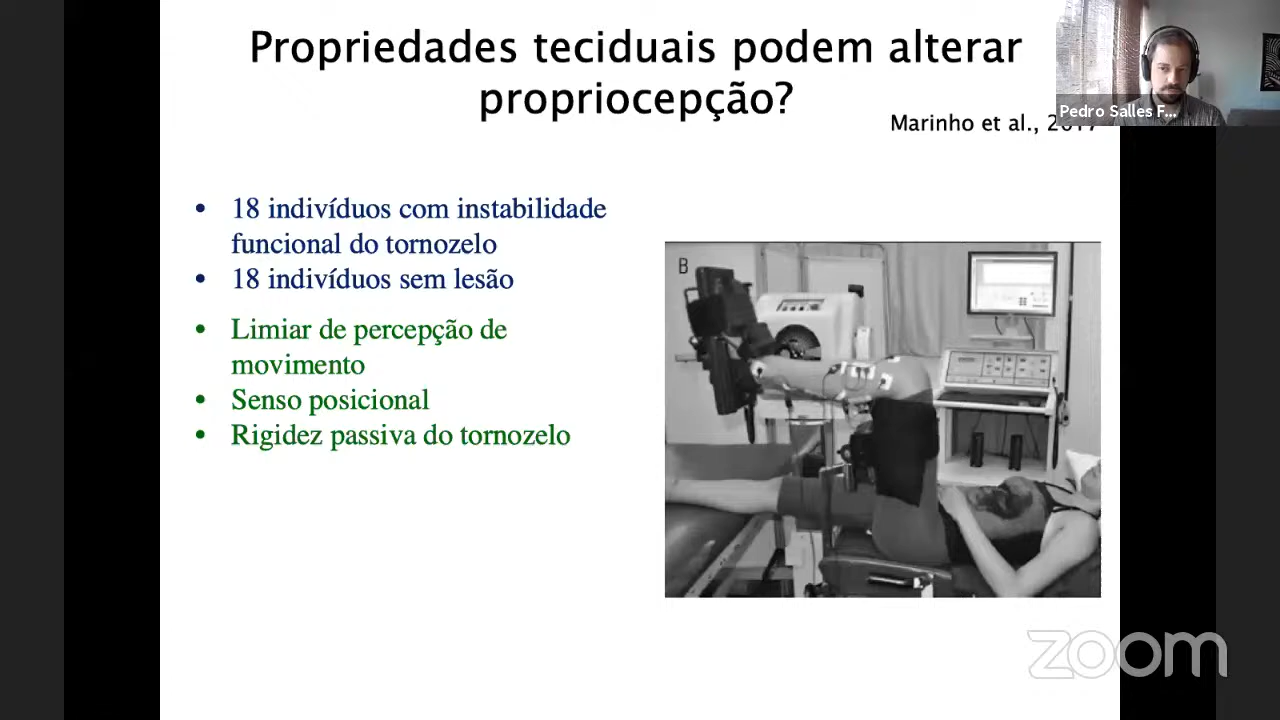 Propriedades teciduais podem alterar
propriocepção?
Marinho et al., 2017
Pedro Salles F...
• 18 indivíduos com instabilidade
funcional do tornozelo
• 18 indivíduos sem lesão
• Limiar de percepção de
movimento
• Senso posicional
• Rigidez passiva do tornozelo
B
zoom